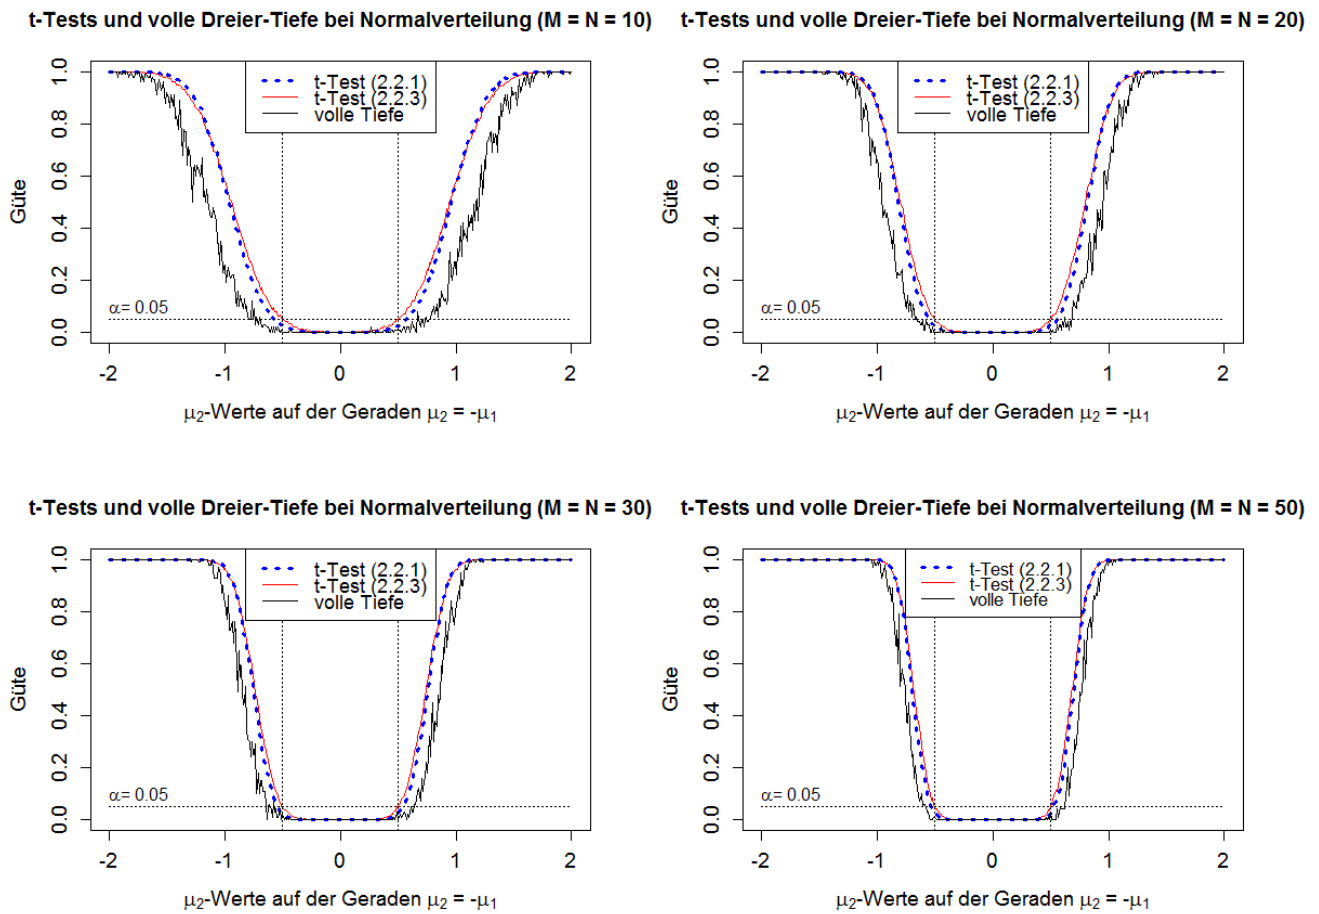 t-Tests und volle Dreier-Tiefe bei Normalverteilung (M = N = 10)
t-Test (2.2.1)
t-Test (2.2.3)
volle Tiefe
Güte
0.0 0.2 0.4 0.6 0.8 1.0
α= 0.05
-2 -1 0 1 2
μ2-Werte auf der Geraden μ2 = -μ1
t-Tests und volle Dreier-Tiefe bei Normalverteilung (M = N = 20)
t-Test (2.2.1)
t-Test (2.2.3)
volle Tiefe
Güte
0.0 0.2 0.4 0.6 0.8 1.0
α= 0.05
-2 -1 0 1 2
μ2-Werte auf der Geraden μ2 = -μ1
t-Tests und volle Dreier-Tiefe bei Normalverteilung (M = N = 30)
t-Test (2.2.1)
t-Test (2.2.3)
volle Tiefe
Güte
0.0 0.2 0.4 0.6 0.8 1.0
α= 0.05
-2 -1 0 1 2
μ2-Werte auf der Geraden μ2 = -μ1
t-Tests und volle Dreier-Tiefe bei Normalverteilung (M = N = 50)
t-Test (2.2.1)
t-Test (2.2.3)
volle Tiefe
Güte
0.0 0.2 0.4 0.6 0.8 1.0
α= 0.05
-2 -1 0 1 2
μ2-Werte auf der Geraden μ2 = -μ1